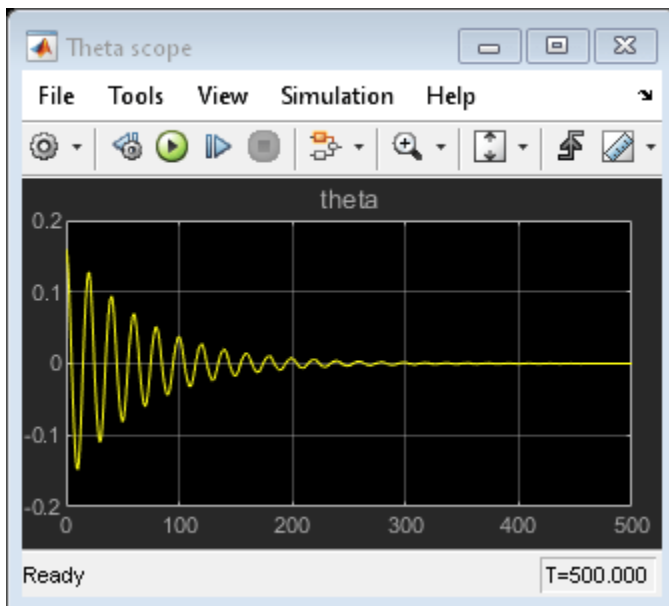 Theta scope
File Tools View Simulation Help
theta
0.2
0.1
0
-0.1
-0.2
0 100 200 300 400 500
Ready T=500.000